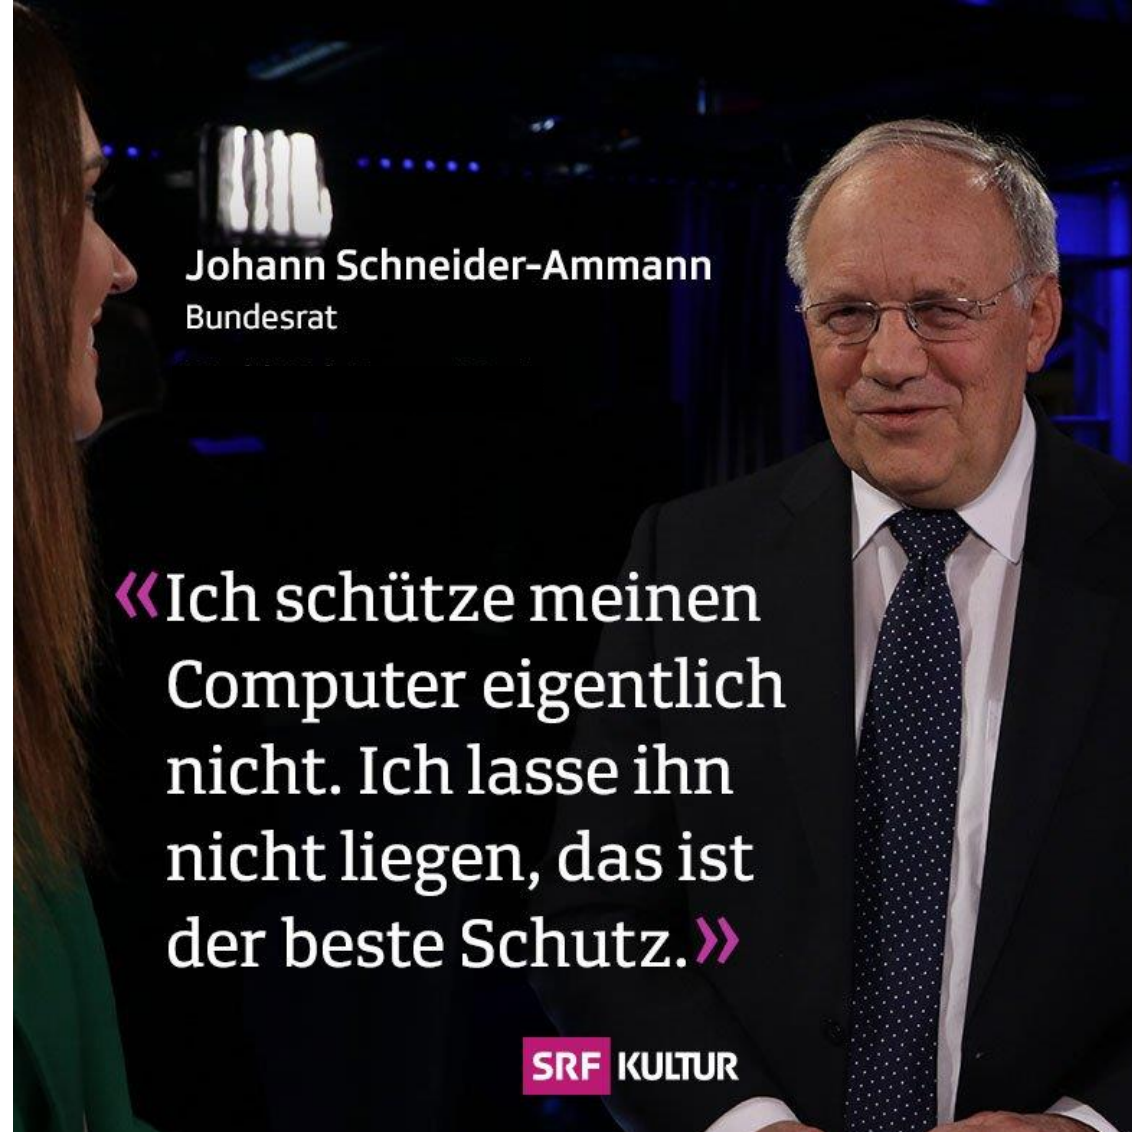 Johann Schneider-Ammann
Bundesrat
«Ich schütze meinen
Computer eigentlich
nicht. Ich lasse ihn
nicht liegen, das ist
der beste Schutz.»
SRF KULTUR